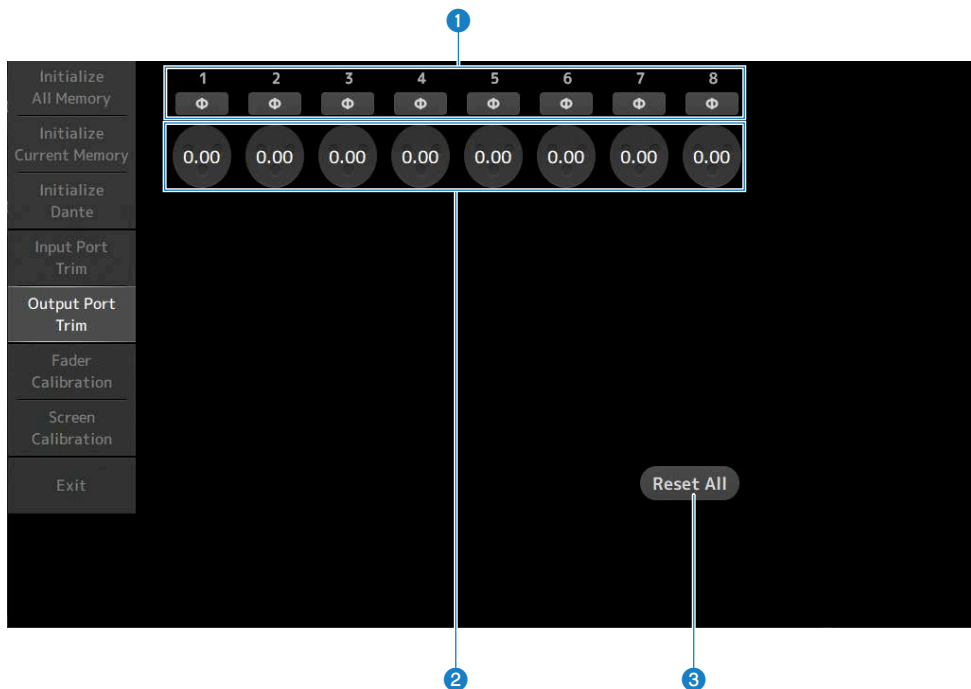 1
Initialize
All Memory
Initialize
Current Memory
Initialize
Dante
Input Port
Trim
Output Port
Trim
Fader
Calibration
Screen
Calibration
Exit
1 2 3 4 5 6 7 8
Φ Φ Φ Φ Φ Φ Φ Φ
0.00 0.00 0.00 0.00 0.00 0.00 0.00 0.00
Reset All
2 3